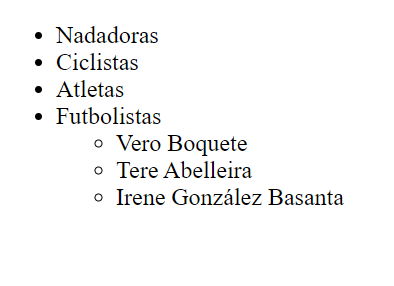 Nadadoras
Ciclistas
Atletas
Futbolistas
Vero Boquete
Tere Abelleira
Irene González Basanta